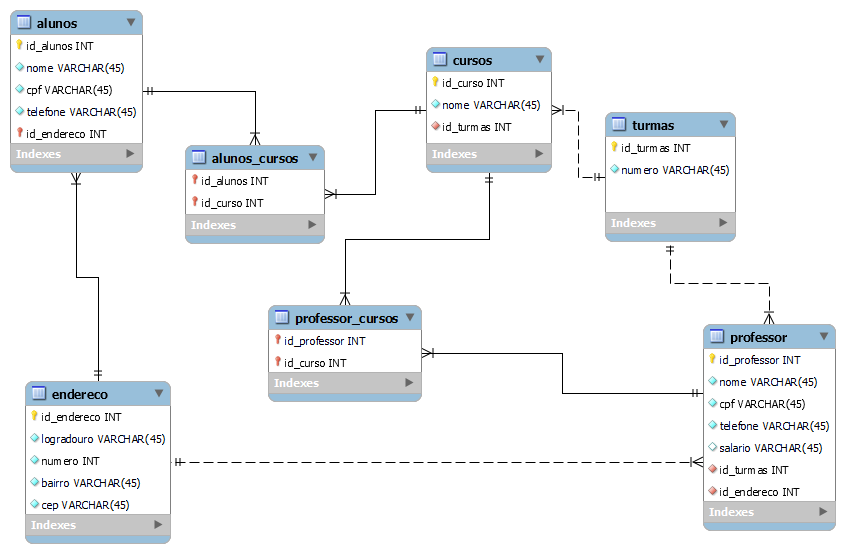 alunos
id_alunos INT
nome VARCHAR(45)
cpf VARCHAR(45)
telefone VARCHAR(45)
id_endereco INT
Indexes
alunos_cursos
id_alunos INT
id_curso INT
Indexes
cursos
id_curso INT
nome VARCHAR(45)
id_turmas INT
Indexes
turmas
id_turmas INT
numero VARCHAR(45)
Indexes
professor_cursos
id_professor INT
id_curso INT
Indexes
professor
id_professor INT
nome VARCHAR(45)
cpf VARCHAR(45)
telefone VARCHAR(45)
salario VARCHAR(45)
id_turmas INT
id_endereco INT
Indexes
endereco
id_endereco INT
logradouro VARCHAR(45)
numero INT
bairro VARCHAR(45)
cep VARCHAR(45)
Indexes